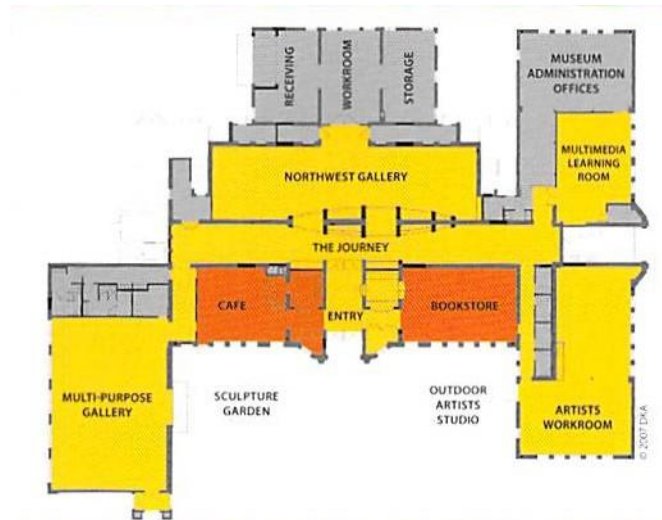 RECEIVING
WORKROOM
STORAGE
MUSEUM
ADMINISTRATION
OFFICES
MULTIMEDIA
LEARNING
ROOM
NORTHWEST GALLERY
THE JOURNEY
CAFE
ENTRY
BOOKSTORE
MULTI-PURPOSE
GALLERY
SCULPTURE
GARDEN
OUTDOOR
ARTISTS
STUDIO
ARTISTS
WORKROOM
© 2007 DKA